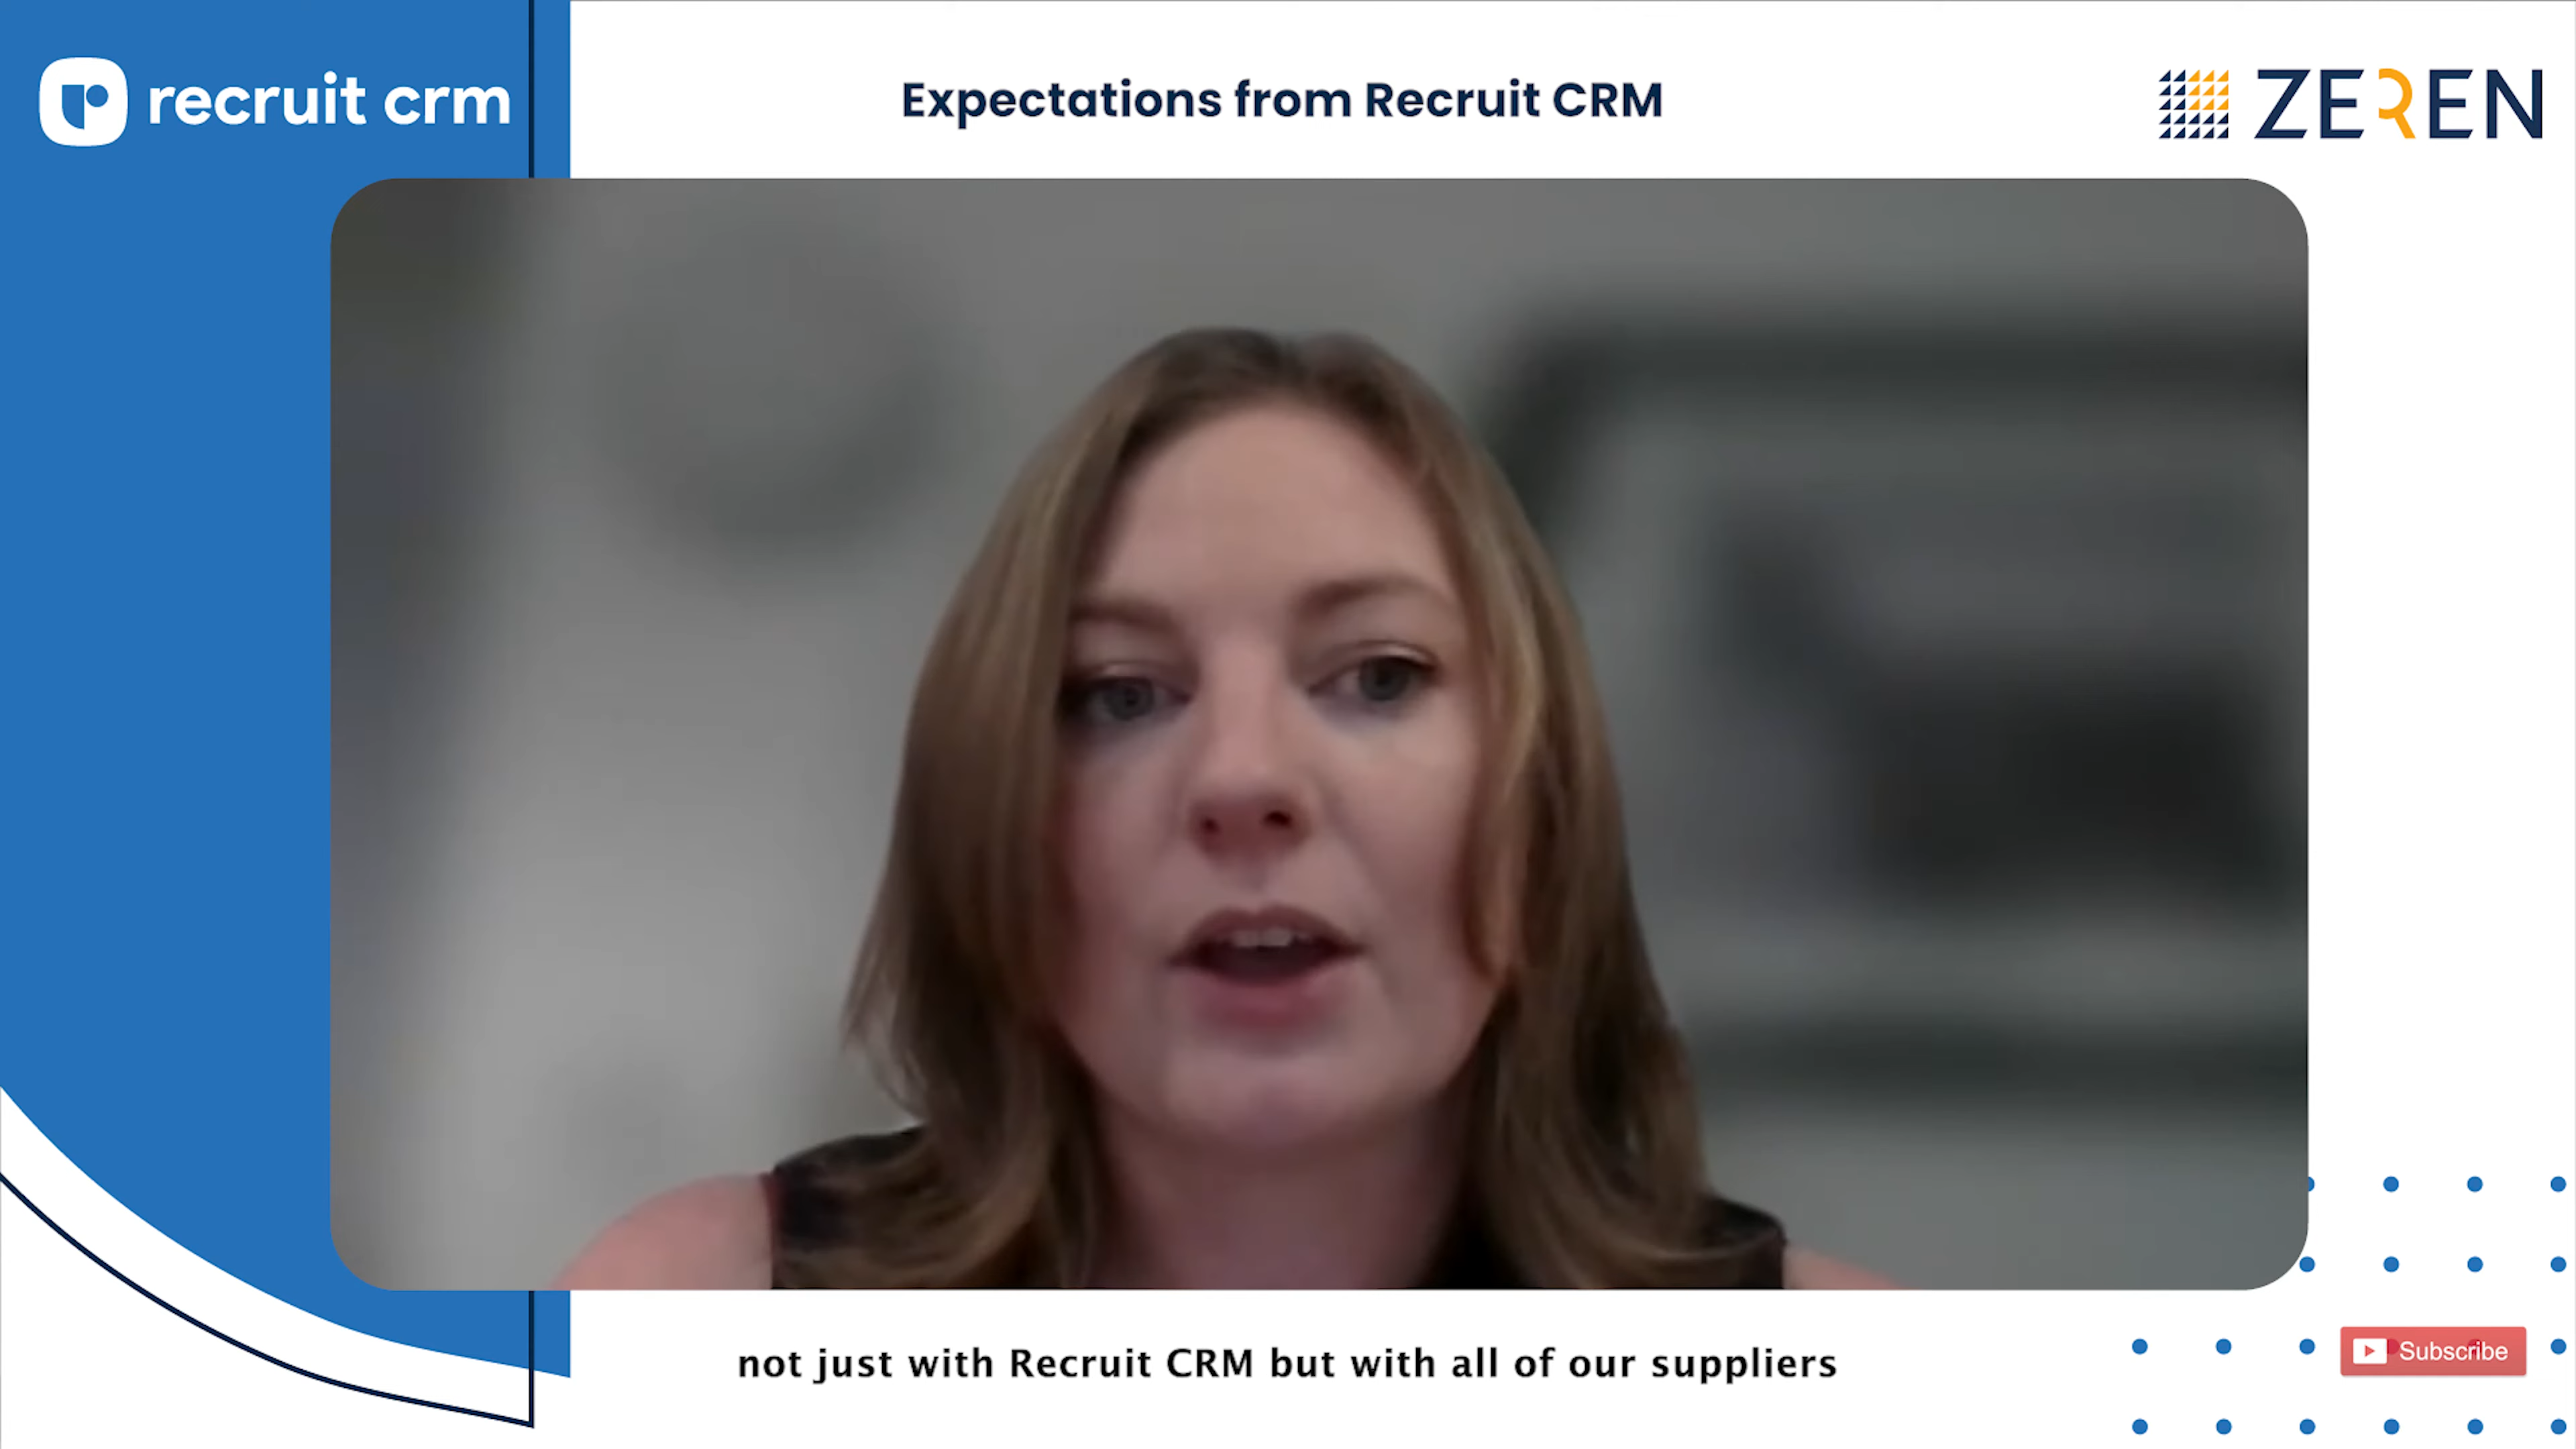 recruit crm
Expectations from Recruit CRM
ZEREN
not just with Recruit CRM but with all of our suppliers
Subscribe